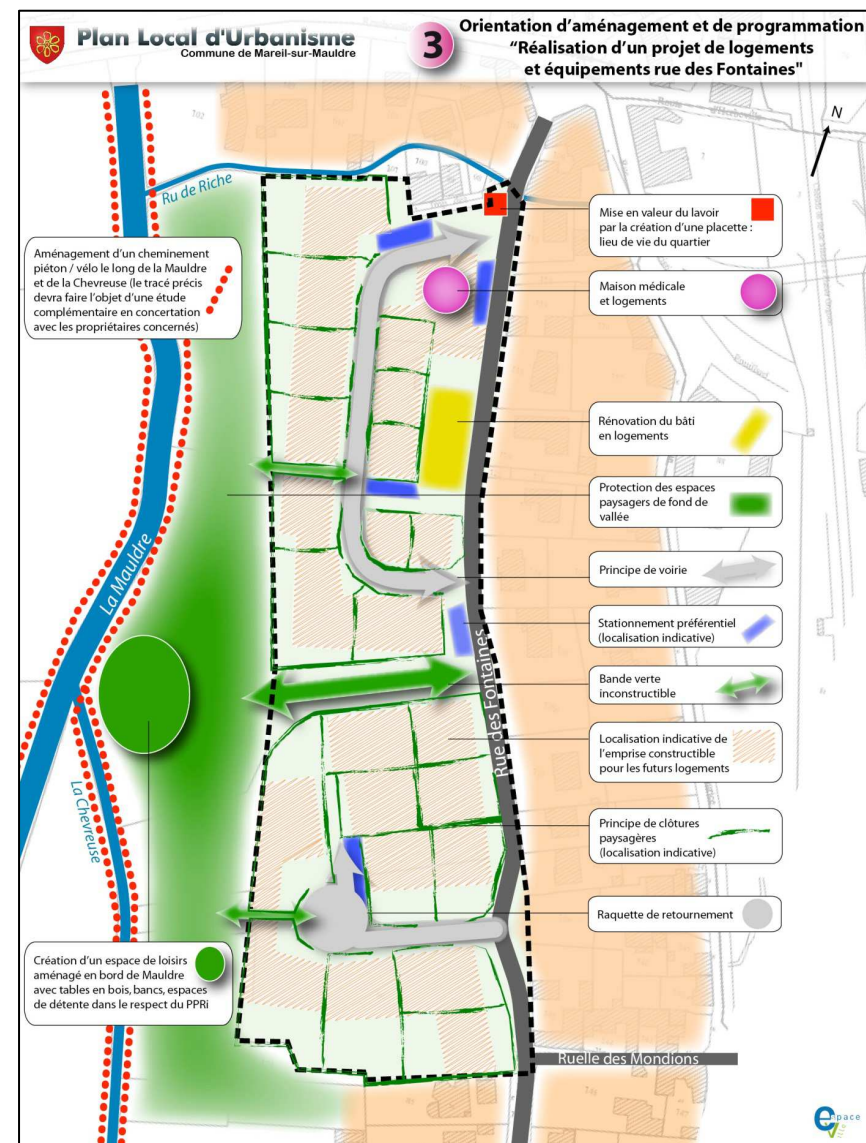 Plan Local d'Urbanisme
Commune de Mareil-sur-Mauldre
3
Orientation d'aménagement et de programmation
“Réalisation d'un projet de logements
et équipements rue des Fontaines"
N
Ru de Riche
Aménagement d'un cheminement
piéton / vélo le long de la Mauldre
et de la Chevreuse (le tracé précis
devra faire l'objet d'une étude
complémentaire en concertation
avec les propriétaires concernés)
Mise en valeur du lavoir
par la création d'une placette :
lieu de vie du quartier
Maison médicale
et logements
Rénovation du bâti
en logements
Protection des espaces
paysagers de fond de
vallée
Principe de voirie
Stationnement préférentiel
(localisation indicative)
Bande verte
inconstructible
Localisation indicative de
l'emprise constructible
pour les futurs logements
Principe de clôtures
paysagères
(localisation indicative)
Raquette de retournement
La Mauldre
La Chevreuse
Rue des Fontaines
Création d'un espace de loisirs
aménagé en bord de Mauldre
avec tables en bois, bancs, espaces
de détente dans le respect du PPRi
Ruelle des Mondions